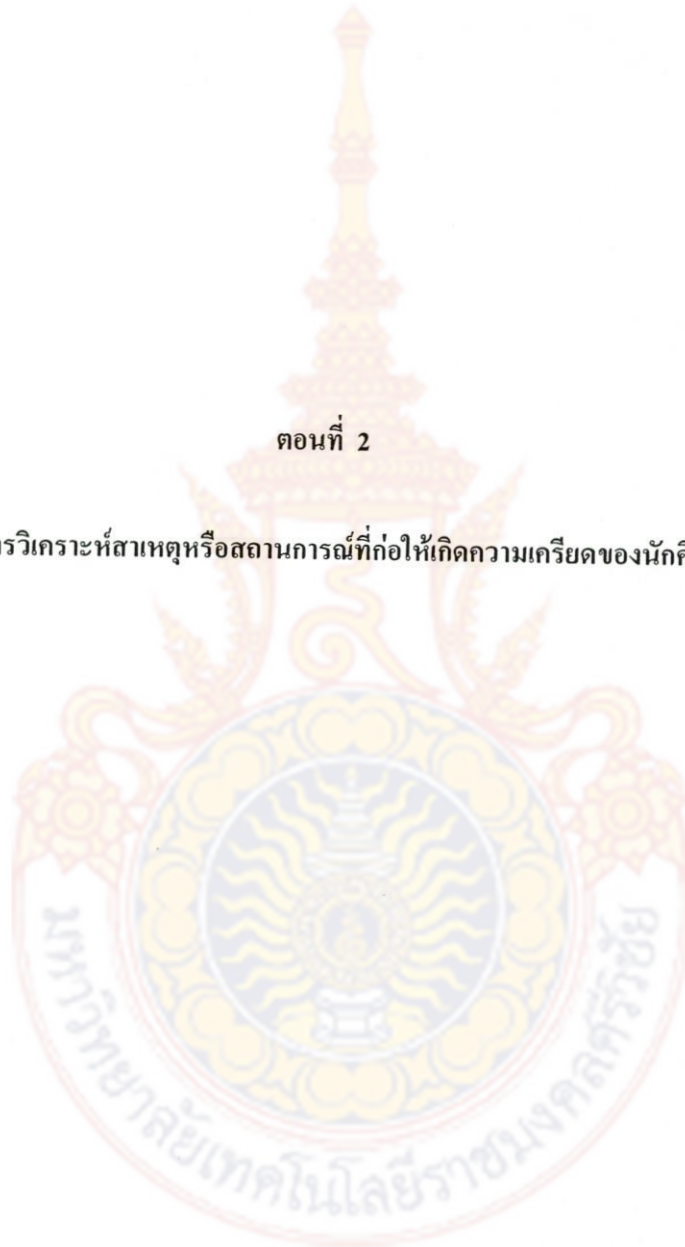 ตอนที่ 2
วิเคราะห์สาเหตุหรือสถานการณ์ที่ก่อให้เกิดความเครียดของ
มหาวิทยาลัยเทคโนโลยีราชมงคลศรีวิชัย